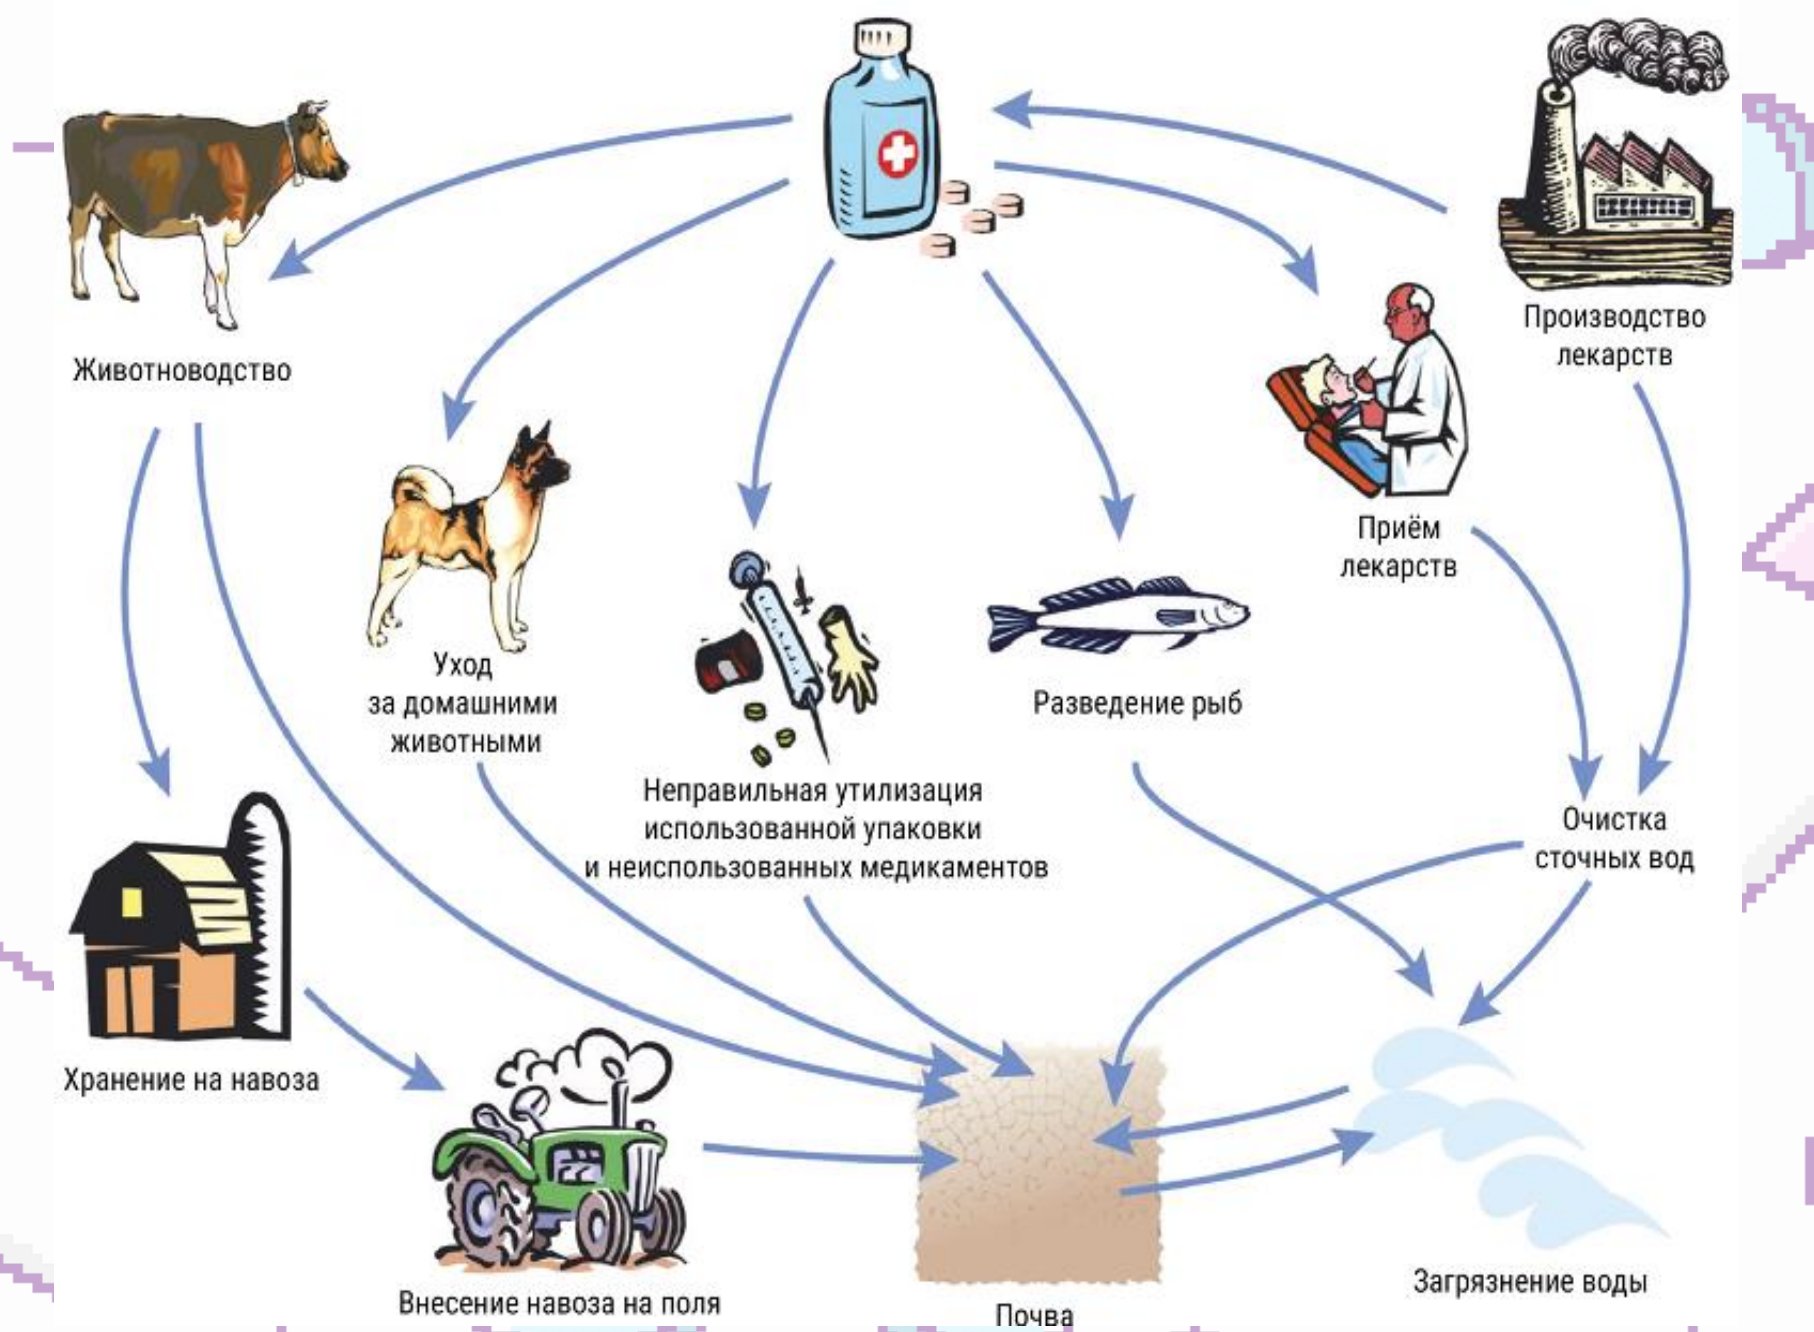 Животноводство
Производство
лекарств
Приём
лекарств
Уход
за домашними
животными
Разведение рыб
Неправильная утилизация
использованной упаковки
и неиспользованных медикаментов
Очистка
сточных вод
Хранение на навоза
Внесение навоза на поля
Почва
Загрязнение воды